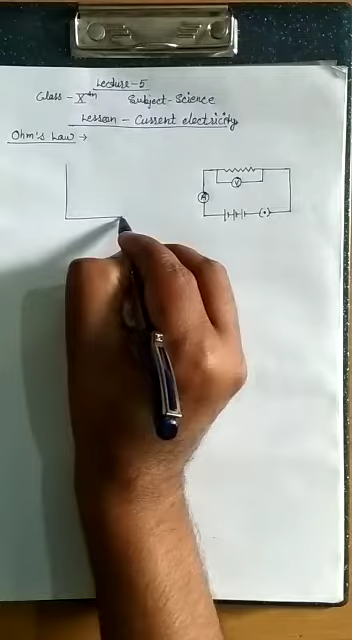 Lecture-5
Class - Xth Subject-Science
Lesson - Current electricity
Ohm's Law →
V
A